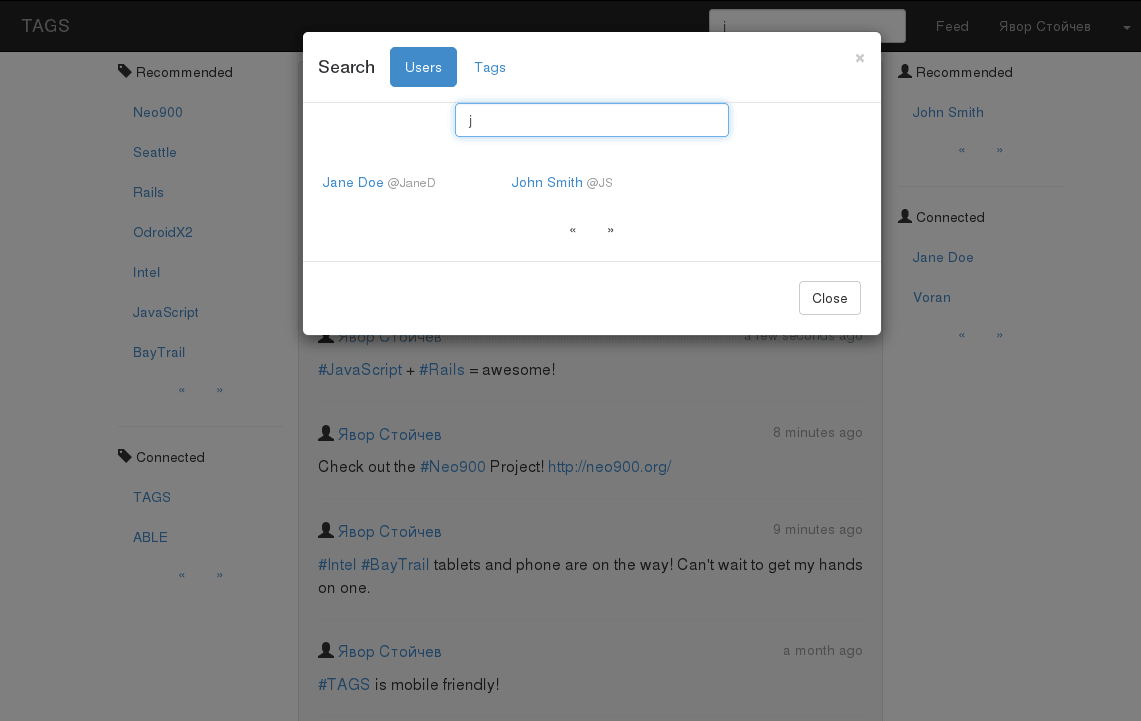 TAGS
j
Feed
Явор Стойчев
Search
Users
Tags
×
j
Jane Doe @JaneD
John Smith @JS
« »
Close
Recommended
Neo900
Seattle
Rails
OdroidX2
Intel
JavaScript
BayTrail
« »
Connected
TAGS
ABLE
« »
Явор Стойчев
a few seconds ago
#JavaScript + #Rails = awesome!
Явор Стойчев
8 minutes ago
Check out the #Neo900 Project! http://neo900.org/
Явор Стойчев
9 minutes ago
#Intel #BayTrail tablets and phone are on the way! Can't wait to get my hands
on one.
Явор Стойчев
a month ago
#TAGS is mobile friendly!
Recommended
John Smith
« »
Connected
Jane Doe
Voran
« »